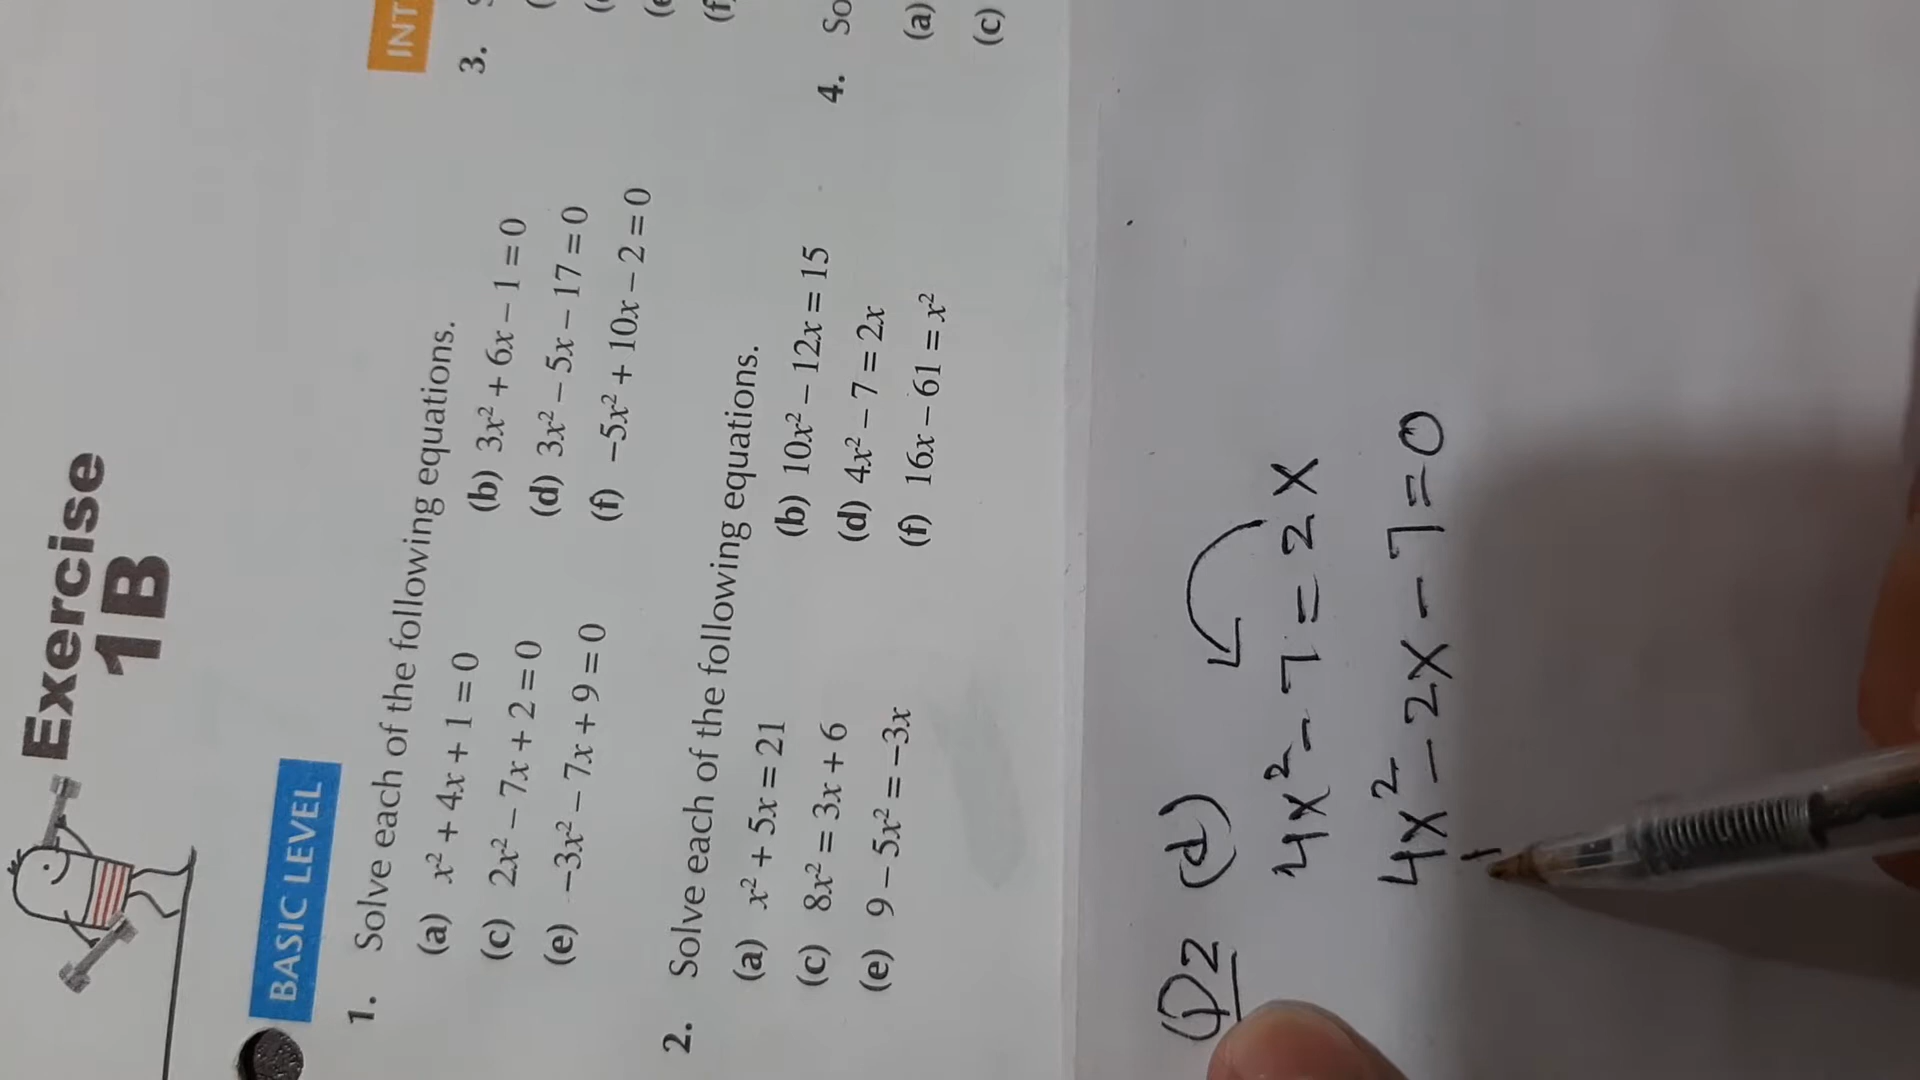 Exercise
1B
BASIC LEVEL
1. Solve each of the following equations.
(a) x² + 4x + 1 = 0 (b) 3x² + 6x − 1 = 0
(c) 2x² − 7x + 2 = 0 (d) 3x² − 5x − 17 = 0
(e) −3x² − 7x + 9 = 0 (f) −5x² + 10x − 2 = 0
2. Solve each of the following equations.
(a) x² + 5x = 21 (b) 10x² − 12x = 15
(c) 8x² = 3x + 6 (d) 4x² − 7 = 2x
(e) 9 − 5x² = −3x (f) 16x − 61 = x²
INT
3.
4. So
(a)
(c)
Q2 (d)
4x² − 7 = 2x
4x² − 2x − 7 = 0